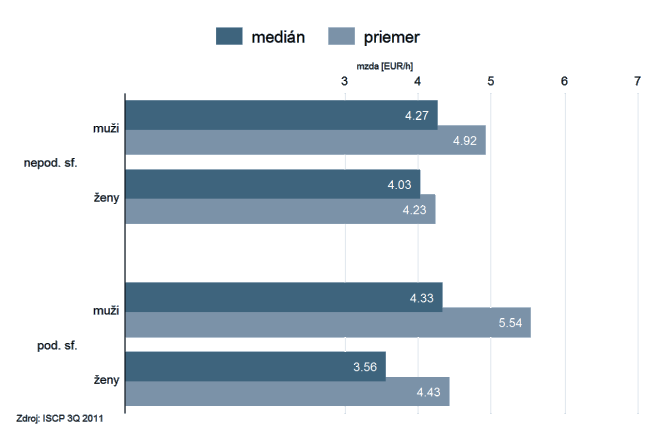 medián priemer
mzda [EUR/h]
3 4 5 6 7
muži 4.27
4.92
nepod. sf.
ženy 4.03
4.23
muži 4.33
5.54
pod. sf.
ženy 3.56
4.43
Zdroj: ISCP 3Q 2011